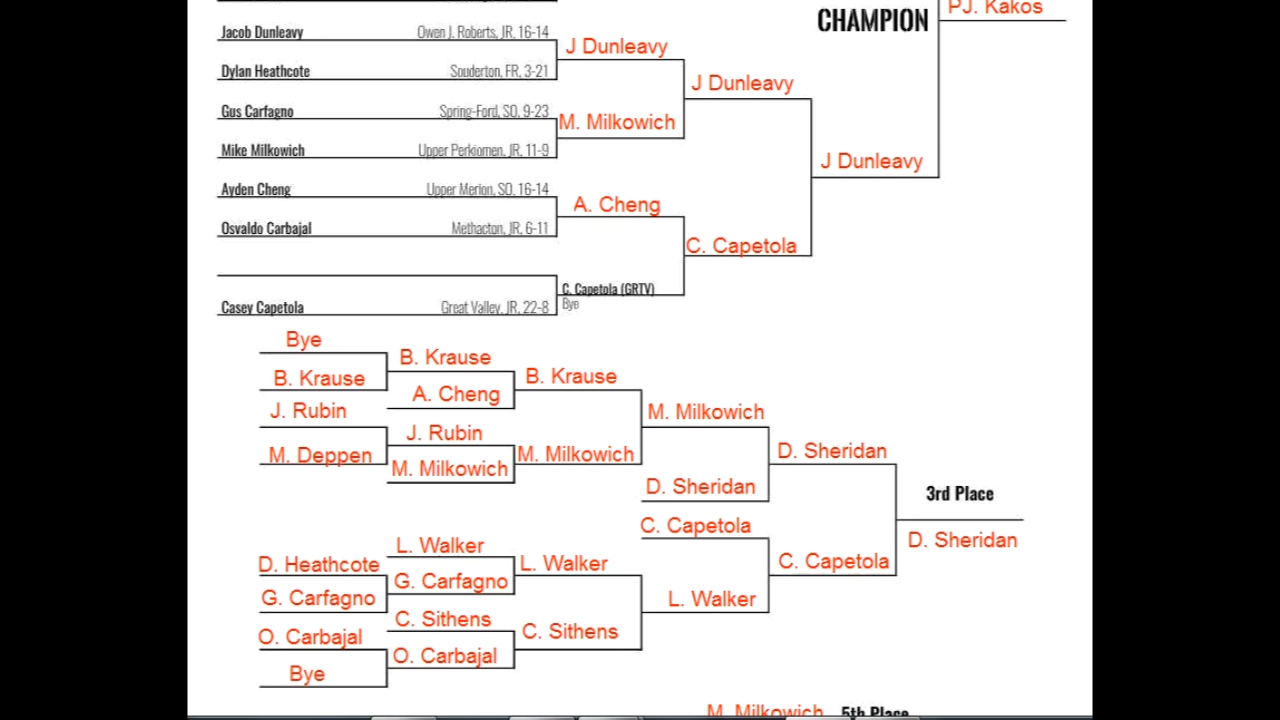 PJ. Kakos
CHAMPION
Jacob Dunleavy Owen J. Roberts, JR, 16-14
J Dunleavy
Dylan Heathcote Souderton, FR, 3-21
J Dunleavy
Gus Carfagno Spring-Ford, SO, 9-23
M. Milkowich
Mike Milkowich Upper Perkiomen, JR, 11-9
J Dunleavy
Ayden Cheng Upper Merion, SO, 16-14
A. Cheng
Osvaldo Carbajal Methacton, JR, 6-11
C. Capetola
C. Capetola (GRTV)
Bye
Casey Capetola Great Valley, JR, 22-8
Bye
B. Krause
B. Krause
B. Krause
A. Cheng
J. Rubin
M. Milkowich
J. Rubin
D. Sheridan
M. Deppen
M. Milkowich
M. Milkowich
D. Sheridan
3rd Place
C. Capetola
D. Sheridan
L. Walker
D. Heathcote
L. Walker
C. Capetola
G. Carfagno
G. Carfagno
L. Walker
C. Sithens
O. Carbajal
C. Sithens
O. Carbajal
Bye
M. Milkowich 5th Place